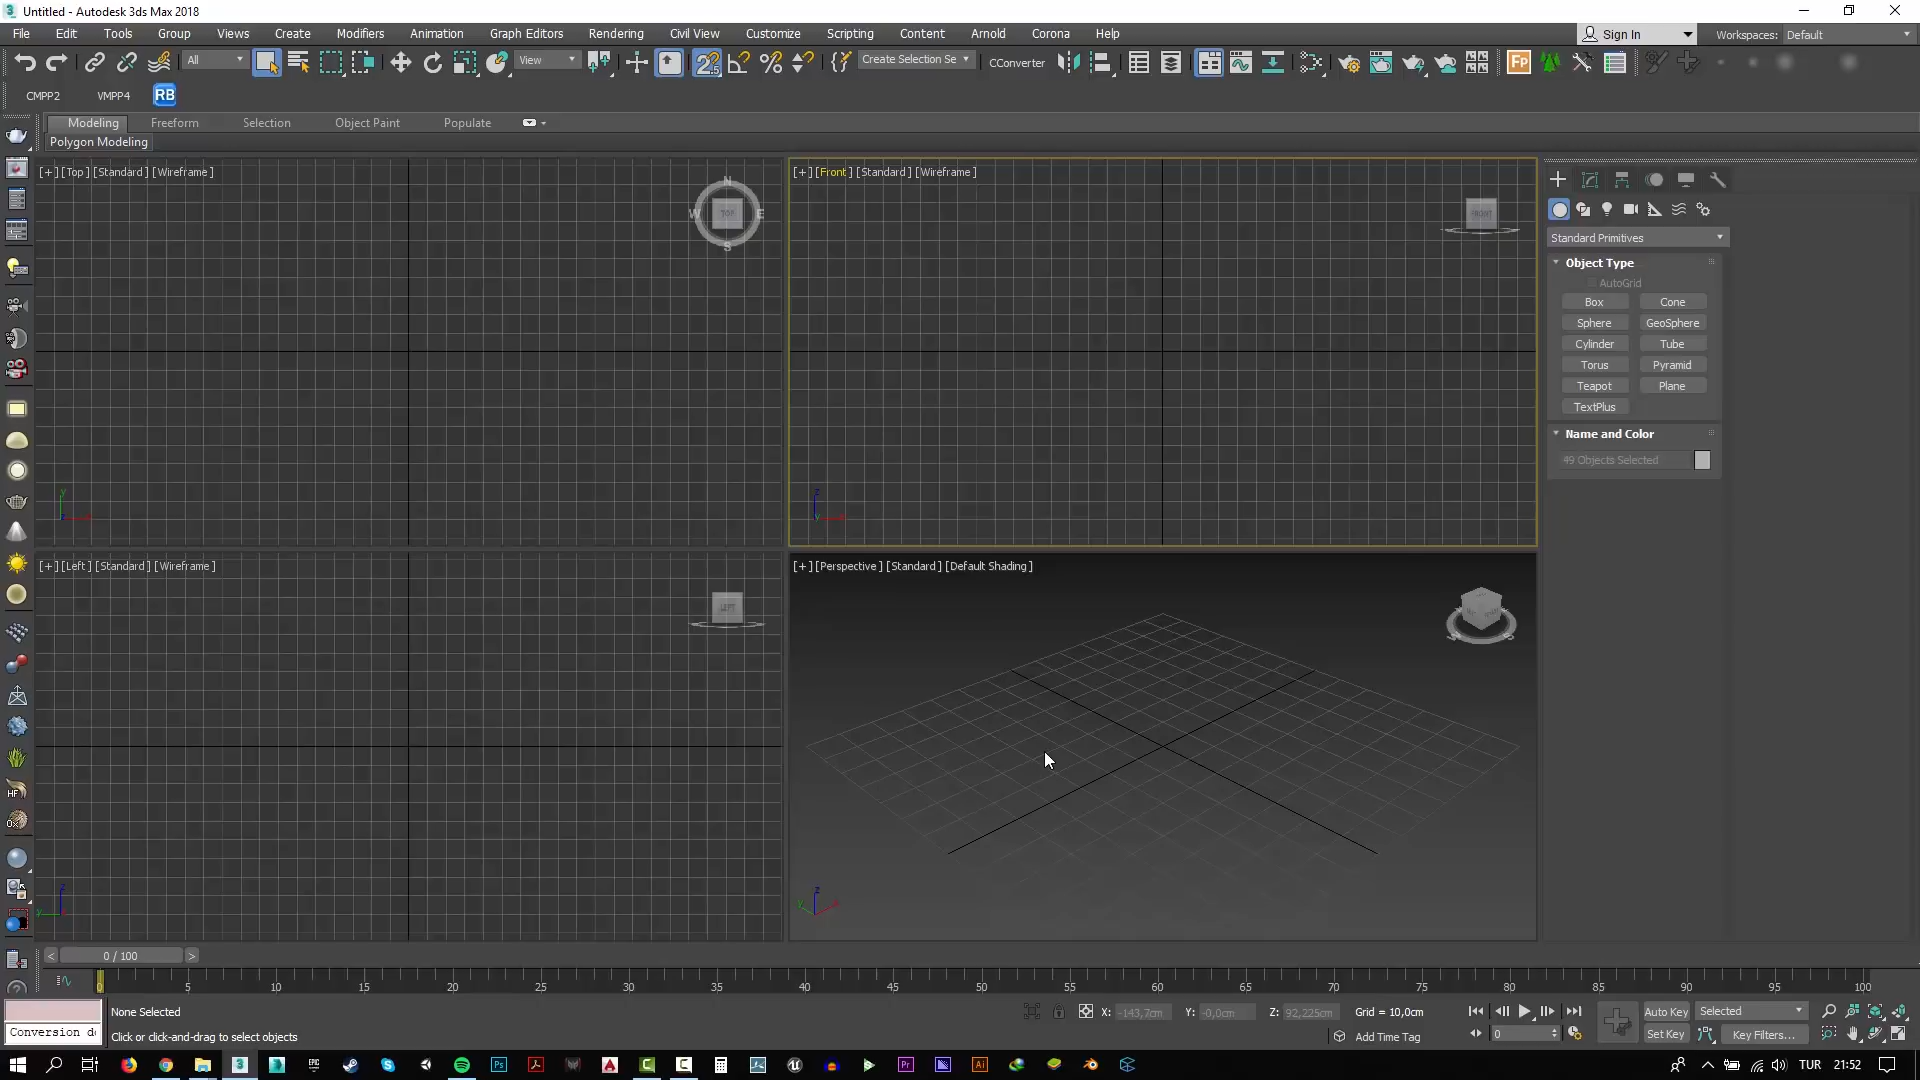 Untitled - Autodesk 3ds Max 2018
File Edit Tools Group Views Create Modifiers Animation Graph Editors Rendering Civil View Customize Scripting Content Arnold Corona Help
Sign In Workspaces: Default
All View Create Selection Se CConverter Fp
CMPP2 VMPP4 RB
Modeling Freeform Selection Object Paint Populate
Polygon Modeling
[+] [Top] [Standard] [Wireframe]
N
W TOP E
S
[+] [Front] [Standard] [Wireframe]
FRONT
y
z
Standard Primitives
Object Type
AutoGrid
Box Cone
Sphere GeoSphere
Cylinder Tube
Torus Pyramid
Teapot Plane
TextPlus
Name and Color
49 Objects Selected
[+] [Left] [Standard] [Wireframe]
LEFT
[+] [Perspective] [Standard] [Default Shading]
z
z
< 0 / 100 >
0 5 10 15 20 25 30 35 40 45 50 55 60 65 70 75 80 85 90 95 100
None Selected
X: -143,7cm Y: -0,0cm Z: 92,225cm Grid = 10,0cm
Auto Key Selected
Conversion do
Click or click-and-drag to select objects
Add Time Tag
0
Set Key Key Filters...
TUR 21:52